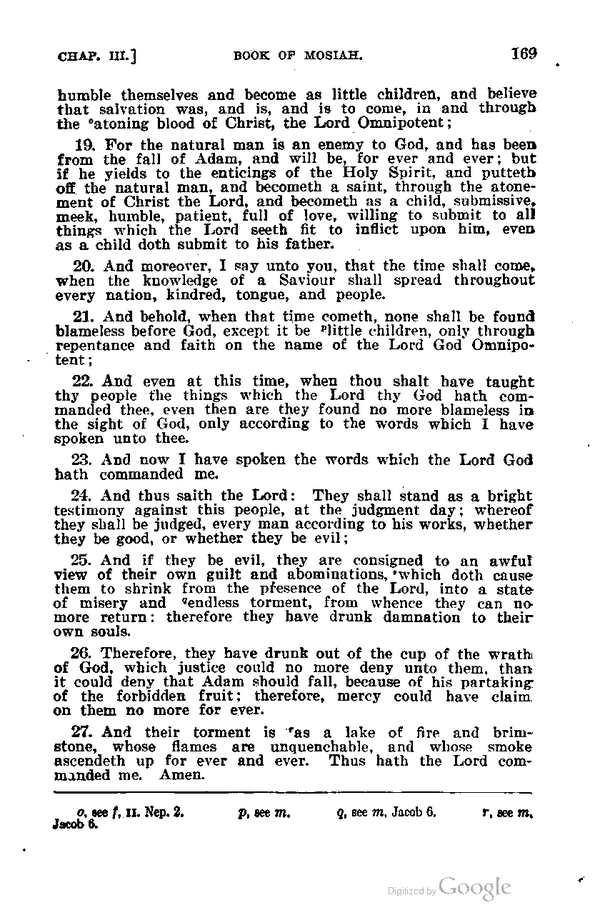 CHAP. III.] BOOK OF MOSIAH. 169
humble themselves and become as little children, and believe
that salvation was, and is, and is to come, in and through
the ᵒatoning blood of Christ, the Lord Omnipotent;
19. For the natural man is an enemy to God, and has been
from the fall of Adam, and will be, for ever and ever; but
if he yields to the enticings of the Holy Spirit, and putteth
off the natural man, and becometh a saint, through the atone-
ment of Christ the Lord, and becometh as a child, submissive,
meek, humble, patient, full of love, willing to submit to all
things which the Lord seeth fit to inflict upon him, even
as a child doth submit to his father.
20. And moreover, I say unto you, that the time shall come,
when the knowledge of a Saviour shall spread throughout
every nation, kindred, tongue, and people.
21. And behold, when that time cometh, none shall be found
blameless before God, except it be ᵖlittle children, only through
repentance and faith on the name of the Lord God Omnipo-
tent;
22. And even at this time, when thou shalt have taught
thy people the things which the Lord thy God hath com-
manded thee, even then are they found no more blameless in
the sight of God, only according to the words which I have
spoken unto thee.
23. And now I have spoken the words which the Lord God
hath commanded me.
24. And thus saith the Lord: They shall stand as a bright
testimony against this people, at the judgment day; whereof
they shall be judged, every man according to his works, whether
they be good, or whether they be evil;
25. And if they be evil, they are consigned to an awful
view of their own guilt and abominations, which doth cause
them to shrink from the presence of the Lord, into a state
of misery and qendless torment, from whence they can no
more return: therefore they have drunk damnation to their
own souls.
26. Therefore, they have drunk out of the cup of the wrath
of God, which justice could no more deny unto them, than
it could deny that Adam should fall, because of his partaking
of the forbidden fruit; therefore, mercy could have claim
on them no more for ever.
27. And their torment is ʳas a lake of fire and brim-
stone, whose flames are unquenchable, and whose smoke
ascendeth up for ever and ever. Thus hath the Lord com-
manded me. Amen.
o, see f, II. Nep. 2. p, see m. q, see m, Jacob 6. r, see m,
Jacob 6.
Digitized by Google